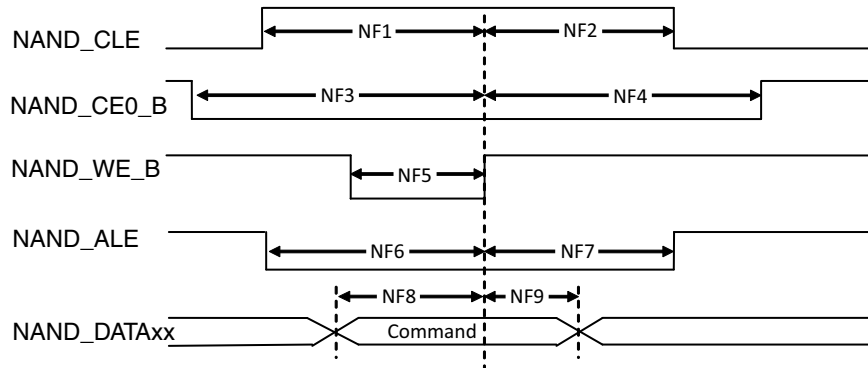 NAND_CLE NF1 NF2
NAND_CE0_B NF3 NF4
NAND_WE_B NF5
NAND_ALE NF6 NF7
NF8 NF9
NAND_DATAxx Command